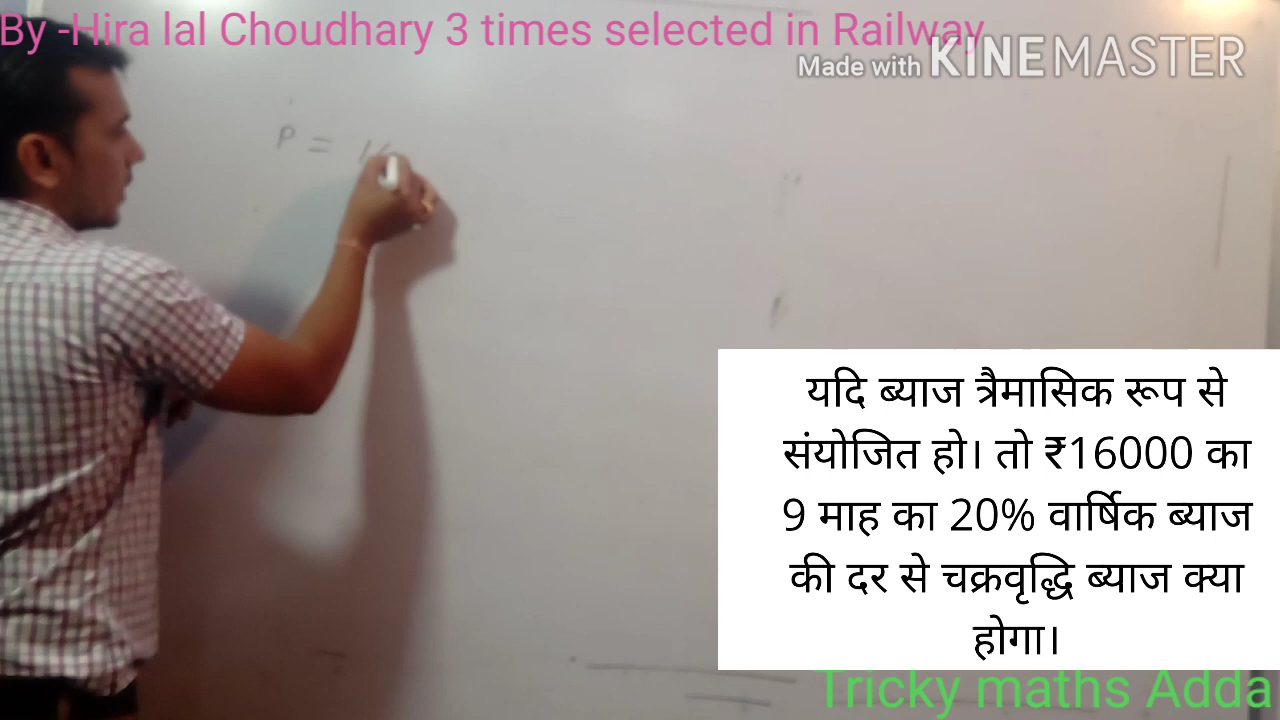 By -Hira lal Choudhary 3 times selected in Railway
Made with KINEMASTER
P =
यदि ब्याज त्रैमासिक रूप से
संयोजित हो। तो ₹16000 का
9 माह का 20% वार्षिक ब्याज
की दर से चक्रवृद्धि ब्याज क्या
होगा।
Tricky maths Adda